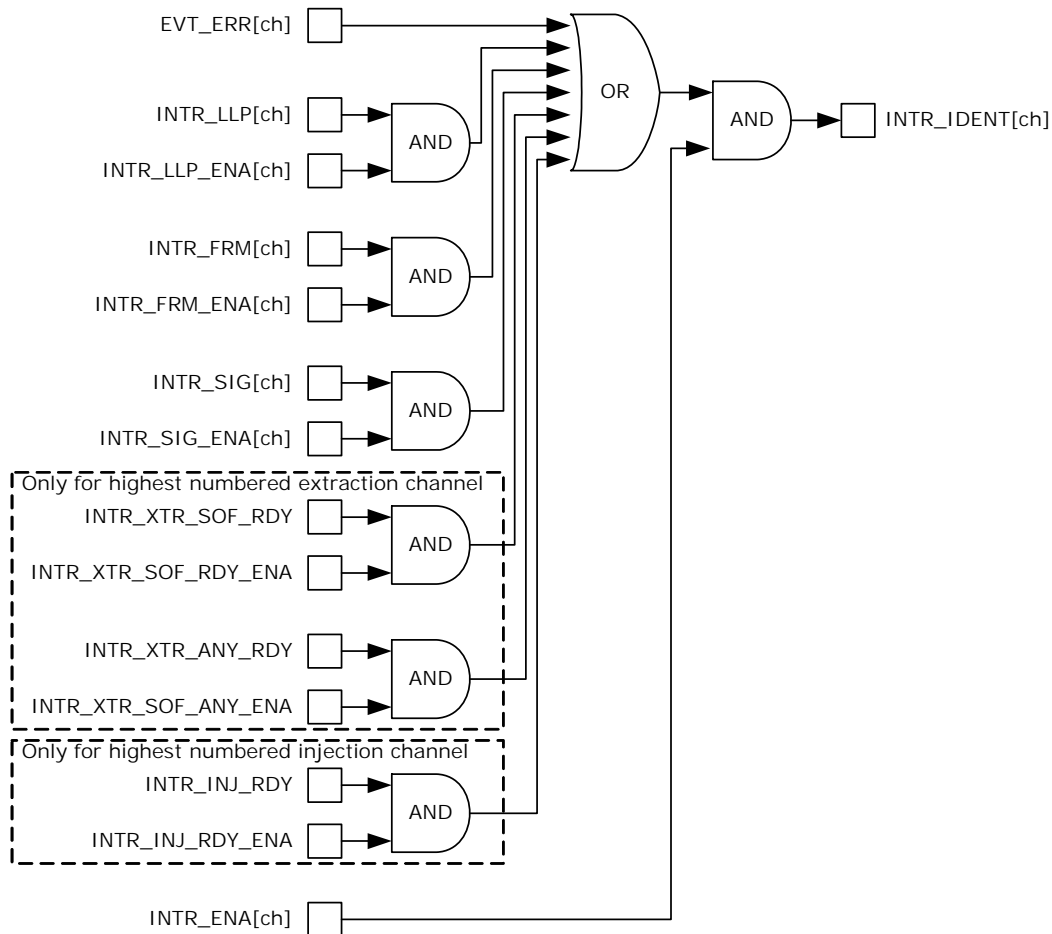 EVT_ERR[ch]
OR
INTR_LLP[ch]
AND
INTR_LLP_ENA[ch]
AND
INTR_IDENT[ch]
INTR_FRM[ch]
AND
INTR_FRM_ENA[ch]
INTR_SIG[ch]
AND
INTR_SIG_ENA[ch]
Only for highest numbered extraction channel
INTR_XTR_SOF_RDY
AND
INTR_XTR_SOF_RDY_ENA
INTR_XTR_ANY_RDY
AND
INTR_XTR_SOF_ANY_ENA
Only for highest numbered injection channel
INTR_INJ_RDY
AND
INTR_INJ_RDY_ENA
INTR_ENA[ch]